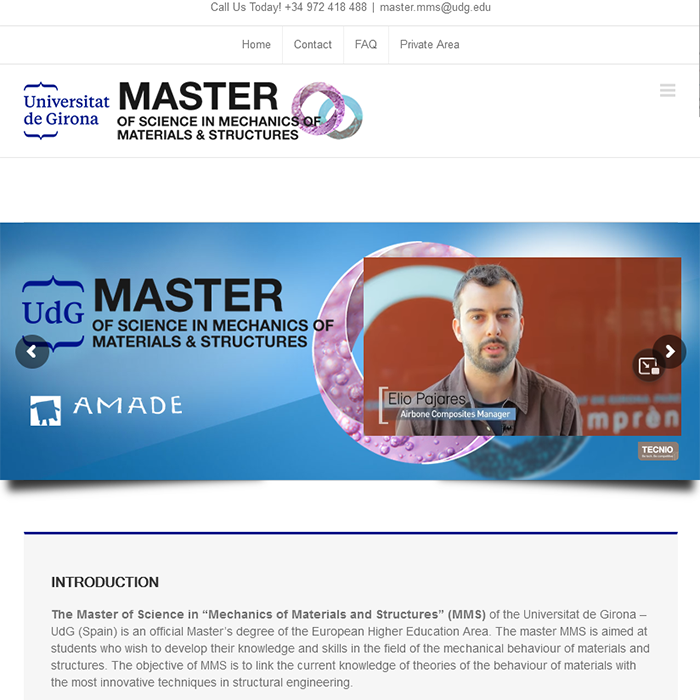 Call Us Today! +34 972 418 488 | master.mms@udg.edu
Home Contact FAQ Private Area
Universitat
de Girona
MASTER
OF SCIENCE IN MECHANICS OF
MATERIALS & STRUCTURES
UdG
MASTER
OF SCIENCE IN MECHANICS OF
MATERIALS & STRUCTURES
AMADE
Elio Pajares
Airbone Composites Manager
DE GIRONA PARC
mprèn
TECNIO
INTRODUCTION
The Master of Science in “Mechanics of Materials and Structures” (MMS) of the Universitat de Girona –
UdG (Spain) is an official Master’s degree of the European Higher Education Area. The master MMS is aimed at
students who wish to develop their knowledge and skills in the field of the mechanical behaviour of materials and
structures. The objective of MMS is to link the current knowledge of theories of the behaviour of materials with
the most innovative techniques in structural engineering.